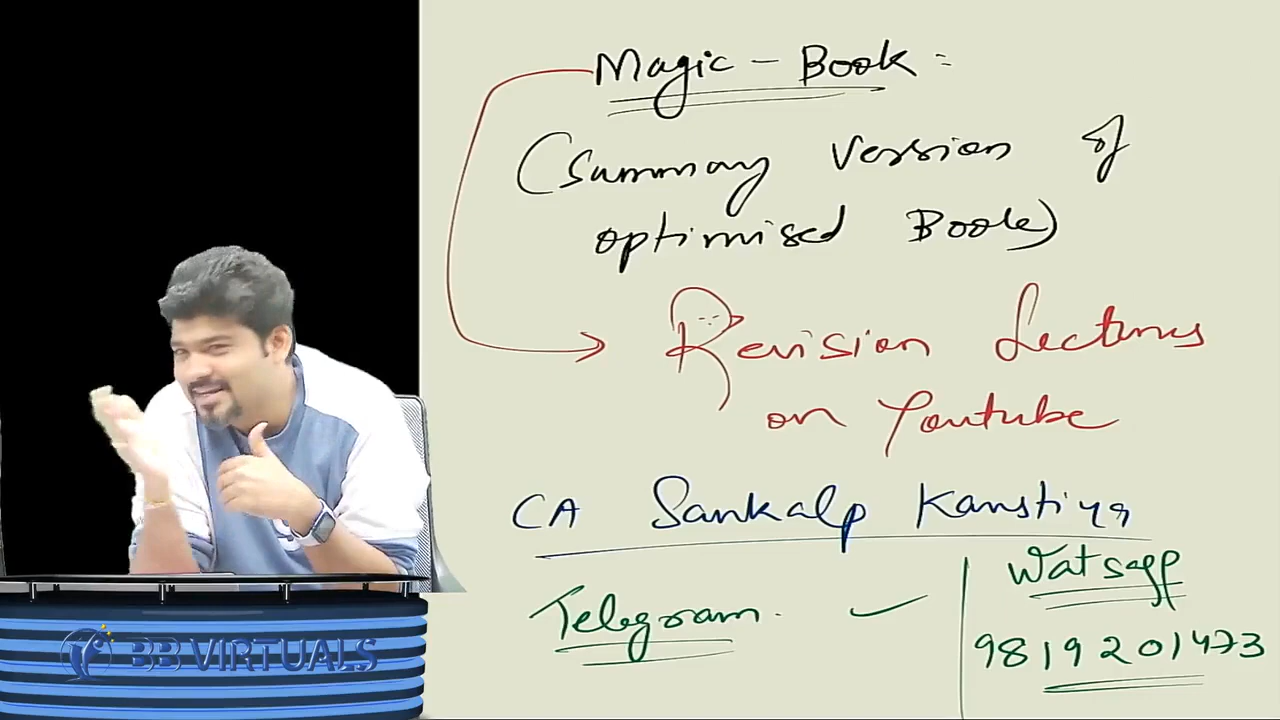 Magic - Book :
(Summary Version of
optimised Book)
Revision Lectures
on Youtube
CA Sankalp Kanstiya
Telegram.
Watsapp
9819201473
BB VIRTUALS